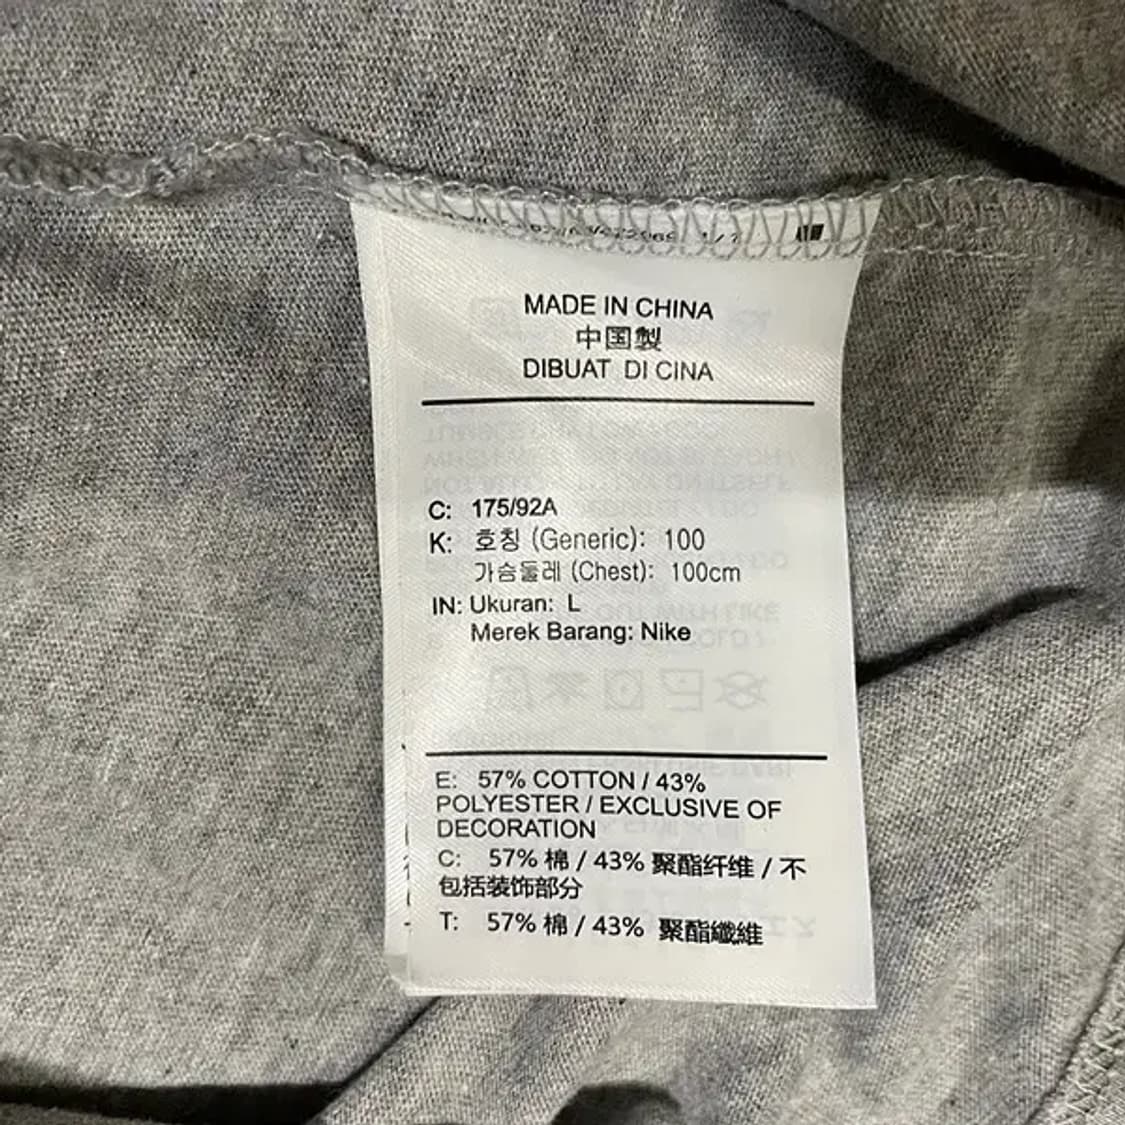 MADE IN CHINA
中国製
DIBUAT DI CINA
C: 175/92A
K: 호칭 (Generic): 100
가슴둘레 (Chest): 100cm
IN: Ukuran: L
Merek Barang: Nike
E: 57% COTTON / 43%
POLYESTER / EXCLUSIVE OF
DECORATION
C: 57% 棉 / 43% 聚酯纤维 / 不
包括装饰部分
T: 57% 棉 / 43% 聚酯纖維